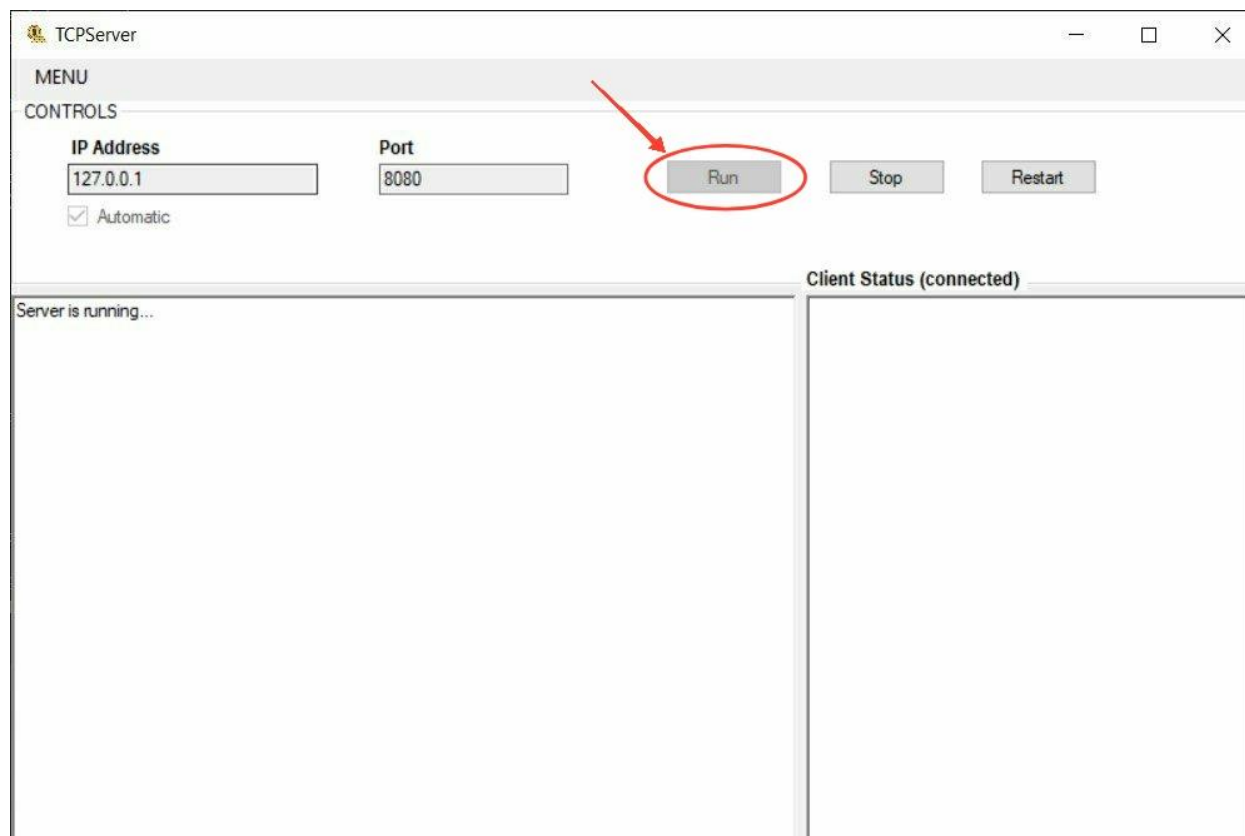 TCPServer
MENU
CONTROLS
IP Address Port
127.0.0.1 8080 Run Stop Restart
Automatic
Client Status (connected)
Server is running...